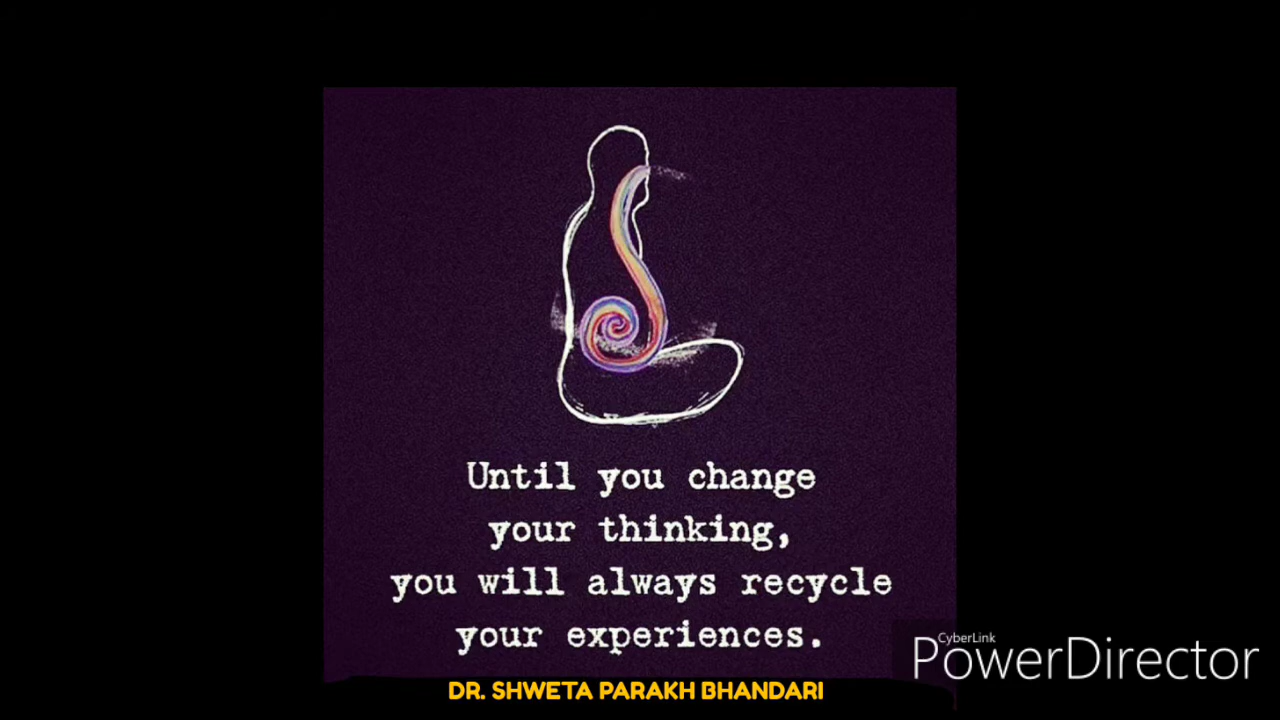 Until you change
your thinking,
you will always recycle
your experiences.
CyberLink
PowerDirector
DR. SHWETA PARAKH BHANDARI